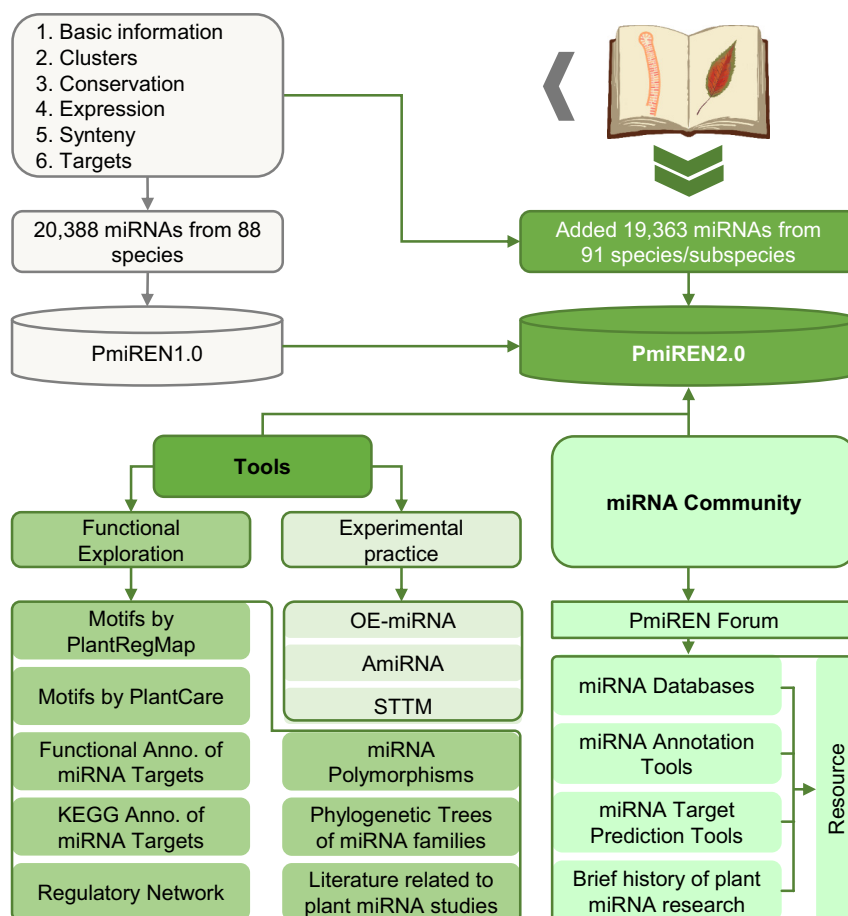 1. Basic information
2. Clusters
3. Conservation
4. Expression
5. Synteny
6. Targets
20,388 miRNAs from 88
species
Added 19,363 miRNAs from
91 species/subspecies
PmiREN1.0
PmiREN2.0
Tools
miRNA Community
Functional
Exploration
Experimental
practice
Motifs by
PlantRegMap
Motifs by PlantCare
Functional Anno. of
miRNA Targets
KEGG Anno. of
miRNA Targets
Regulatory Network
OE-miRNA
AmiRNA
STTM
miRNA
Polymorphisms
Phylogenetic Trees
of miRNA families
Literature related to
plant miRNA studies
PmiREN Forum
miRNA Databases
miRNA Annotation
Tools
miRNA Target
Prediction Tools
Brief history of plant
miRNA research
Resource